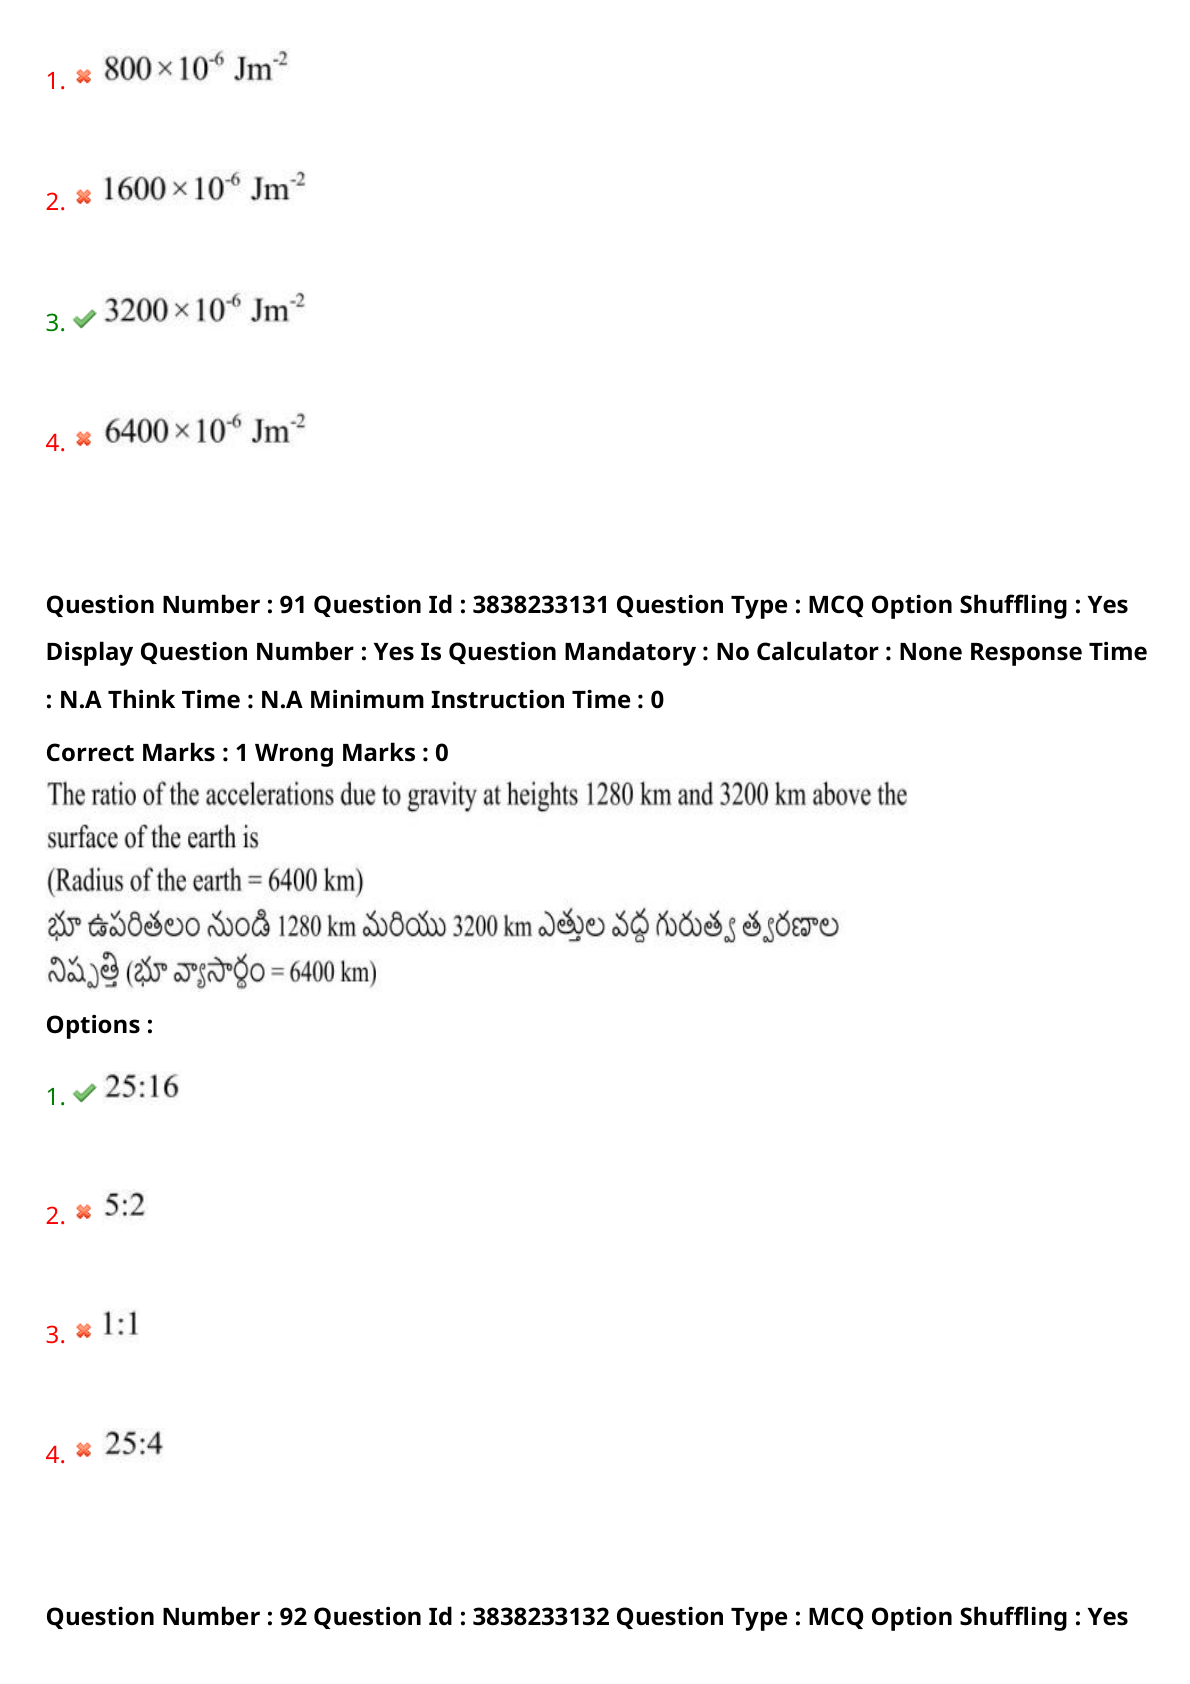 1. 800×10⁻⁶ Jm⁻²
2. 1600×10⁻⁶ Jm⁻²
3. 3200×10⁻⁶ Jm⁻²
4. 6400×10⁻⁶ Jm⁻²
Question Number : 91 Question Id : 3838233131 Question Type : MCQ Option Shuffling : Yes
Display Question Number : Yes Is Question Mandatory : No Calculator : None Response Time
: N.A Think Time : N.A Minimum Instruction Time : 0
Correct Marks : 1 Wrong Marks : 0
The ratio of the accelerations due to gravity at heights 1280 km and 3200 km above the
surface of the earth is
(Radius of the earth = 6400 km)
భూ ఉపరితలం నుండి 1280 km మరియు 3200 km ఎత్తుల వద్ద గురుత్వ త్వరణాల
నిష్పత్తి (భూ వ్యాసార్థం = 6400 km)
Options :
1. 25:16
2. 5:2
3. 1:1
4. 25:4
Question Number : 92 Question Id : 3838233132 Question Type : MCQ Option Shuffling : Yes